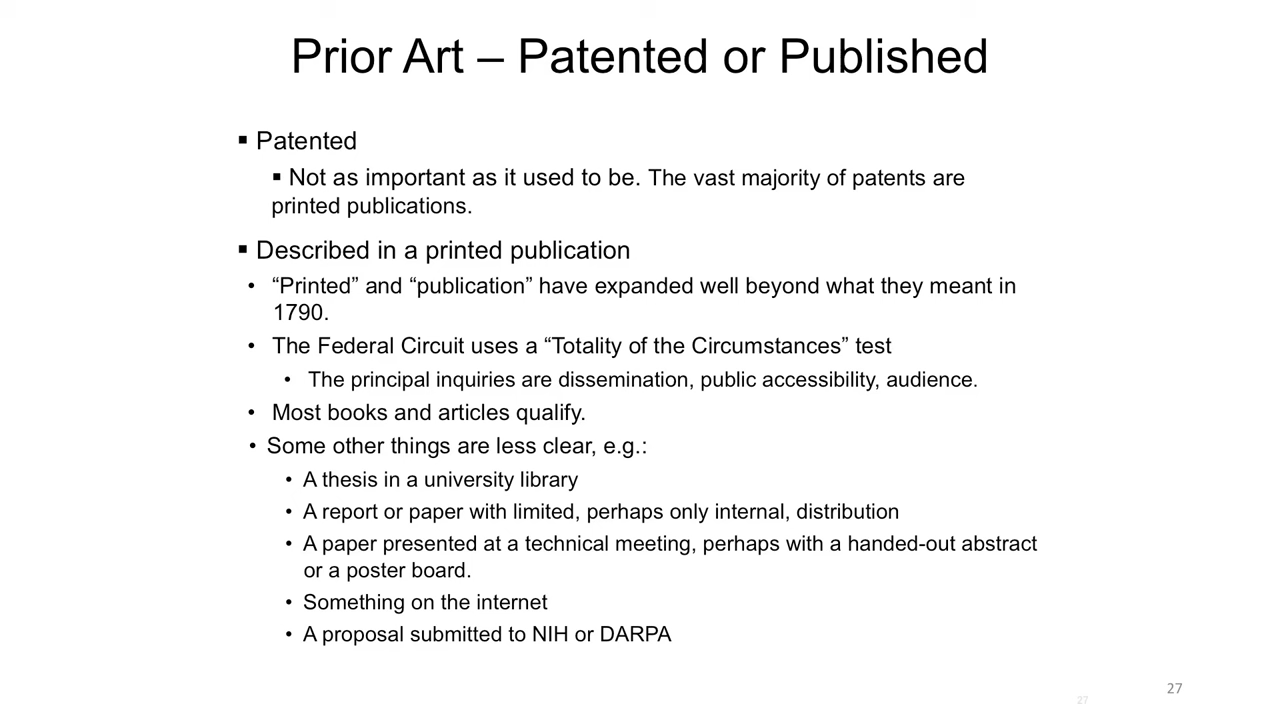 Prior Art – Patented or Published
▪ Patented
▪ Not as important as it used to be. The vast majority of patents are
printed publications.
▪ Described in a printed publication
• “Printed” and “publication” have expanded well beyond what they meant in
1790.
• The Federal Circuit uses a “Totality of the Circumstances” test
• The principal inquiries are dissemination, public accessibility, audience.
• Most books and articles qualify.
• Some other things are less clear, e.g.:
• A thesis in a university library
• A report or paper with limited, perhaps only internal, distribution
• A paper presented at a technical meeting, perhaps with a handed-out abstract
or a poster board.
• Something on the internet
• A proposal submitted to NIH or DARPA
27
27